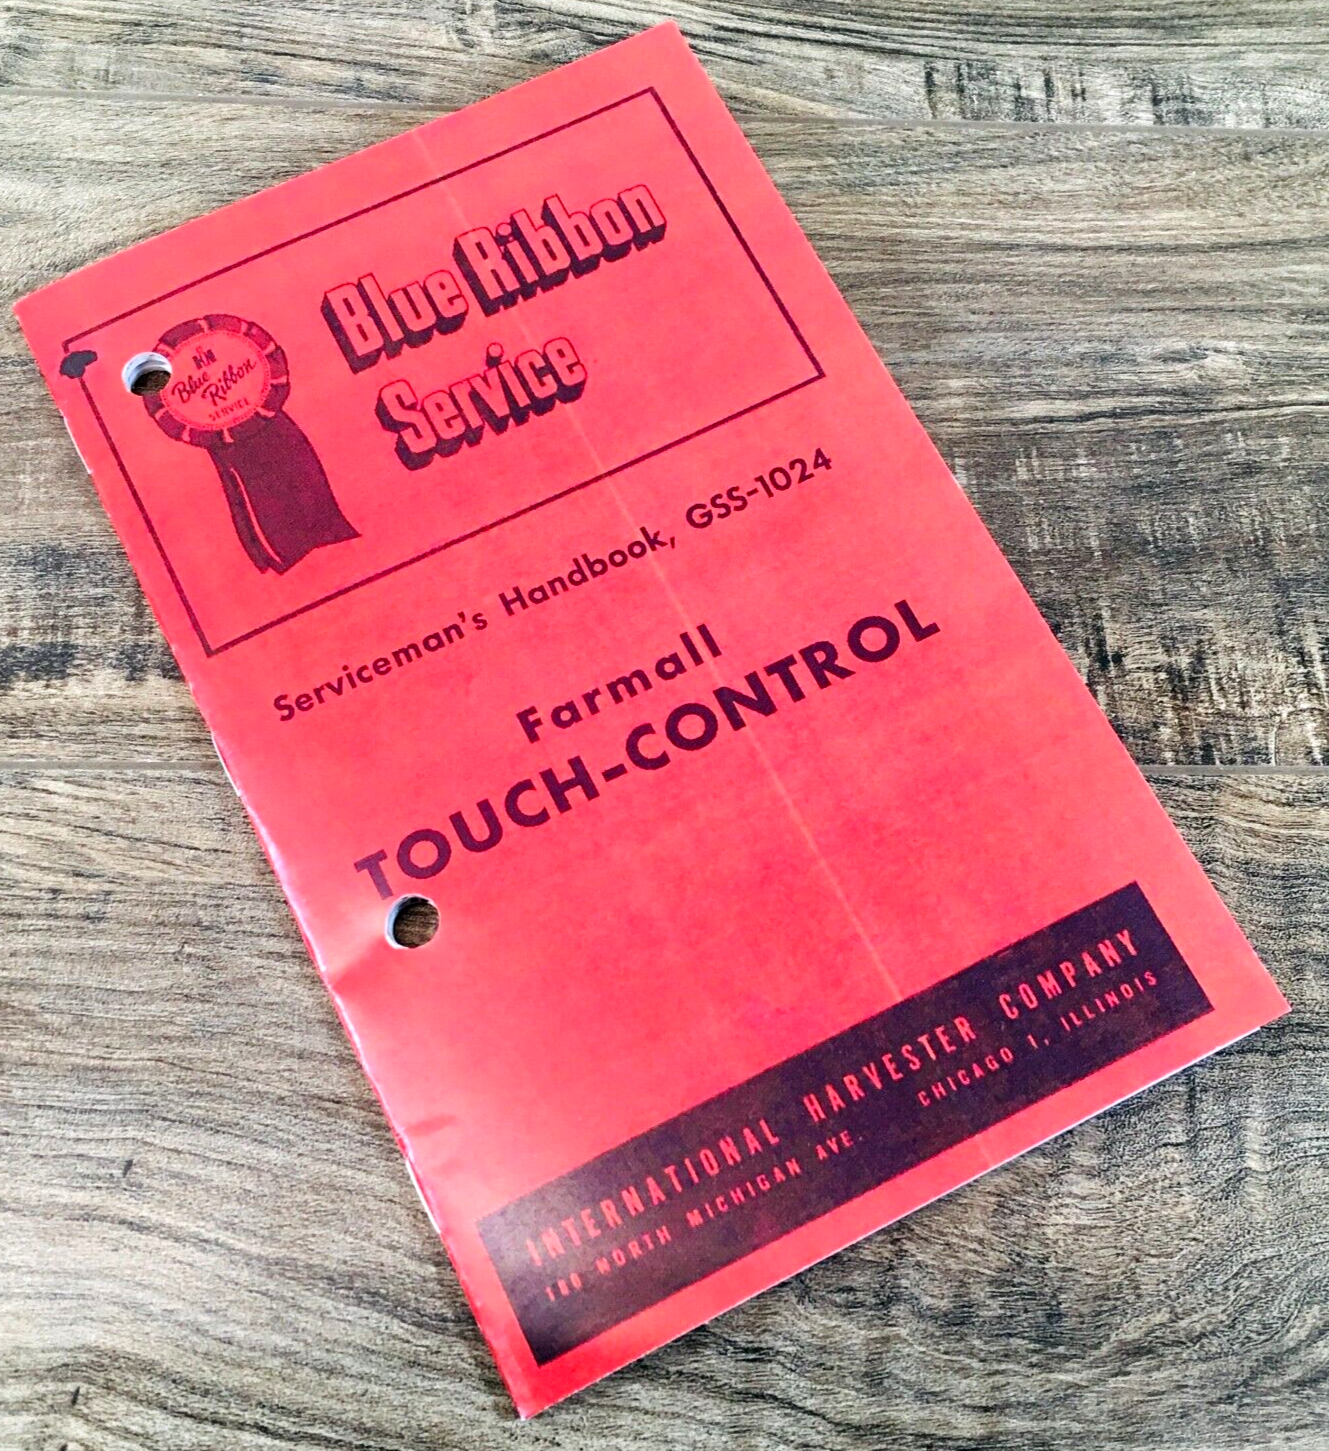 Blue Ribbon
Service
IH
Blue
Ribbon
SERVICE
Serviceman's Handbook, GSS-1024
Farmall
TOUCH-CONTROL
INTERNATIONAL HARVESTER COMPANY
180 NORTH MICHIGAN AVE. CHICAGO 1, ILLINOIS